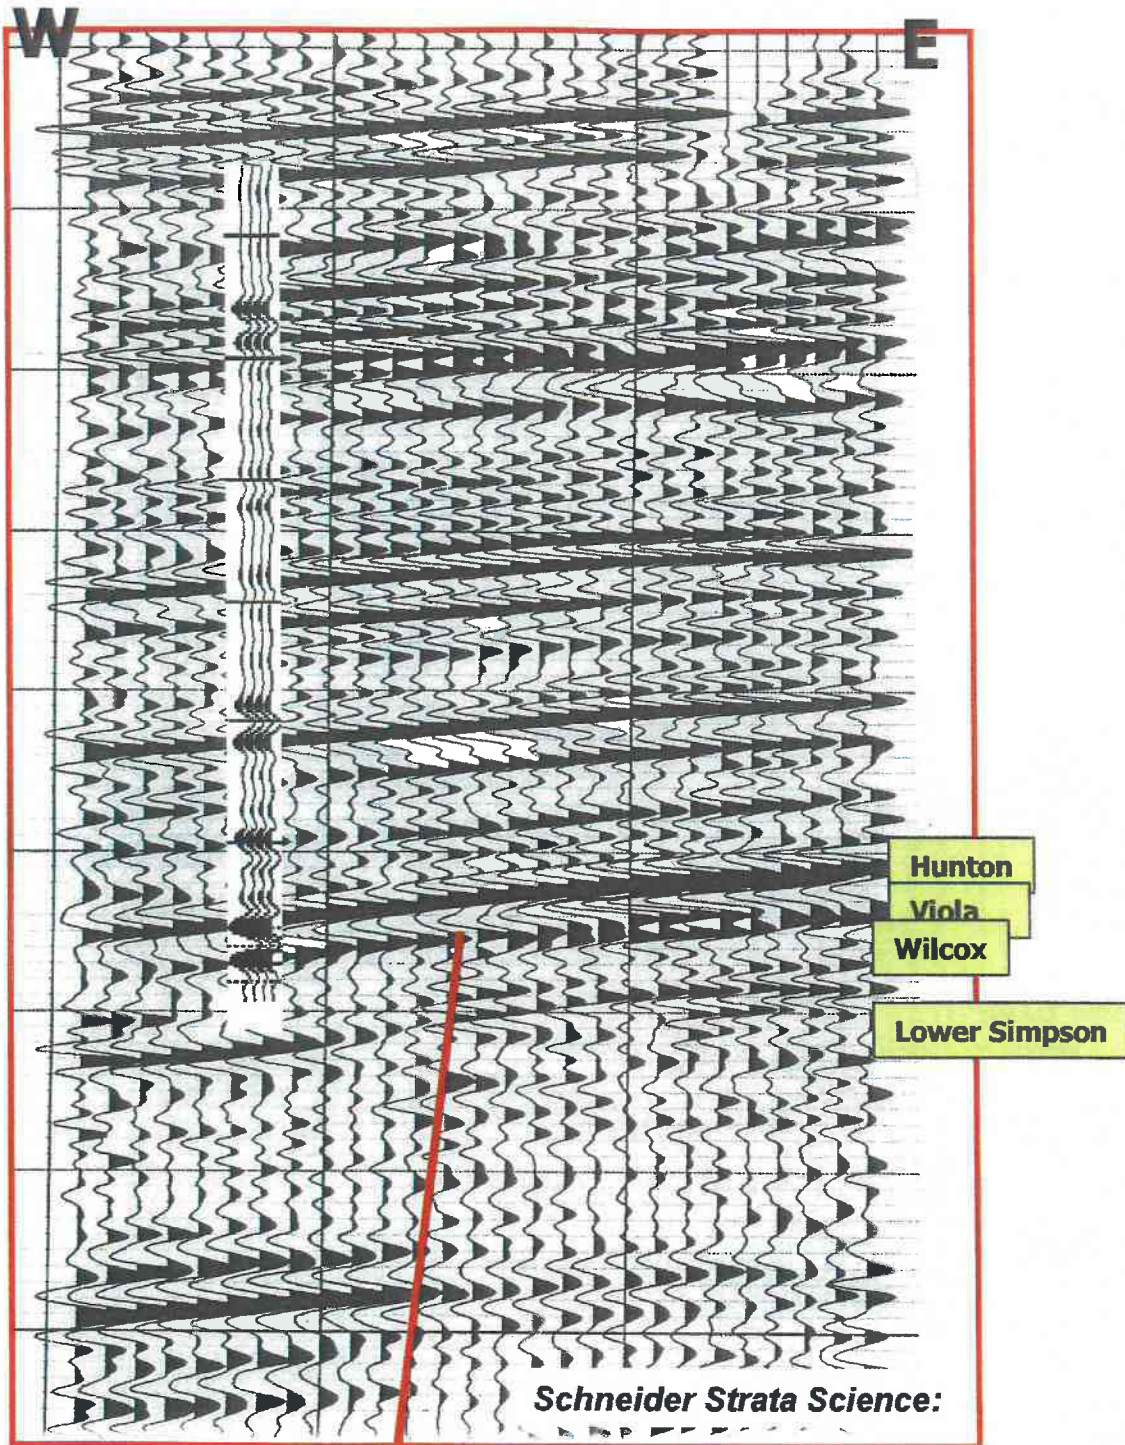 W E
Hunton
Viola
Wilcox
Lower Simpson
Schneider Strata Science: